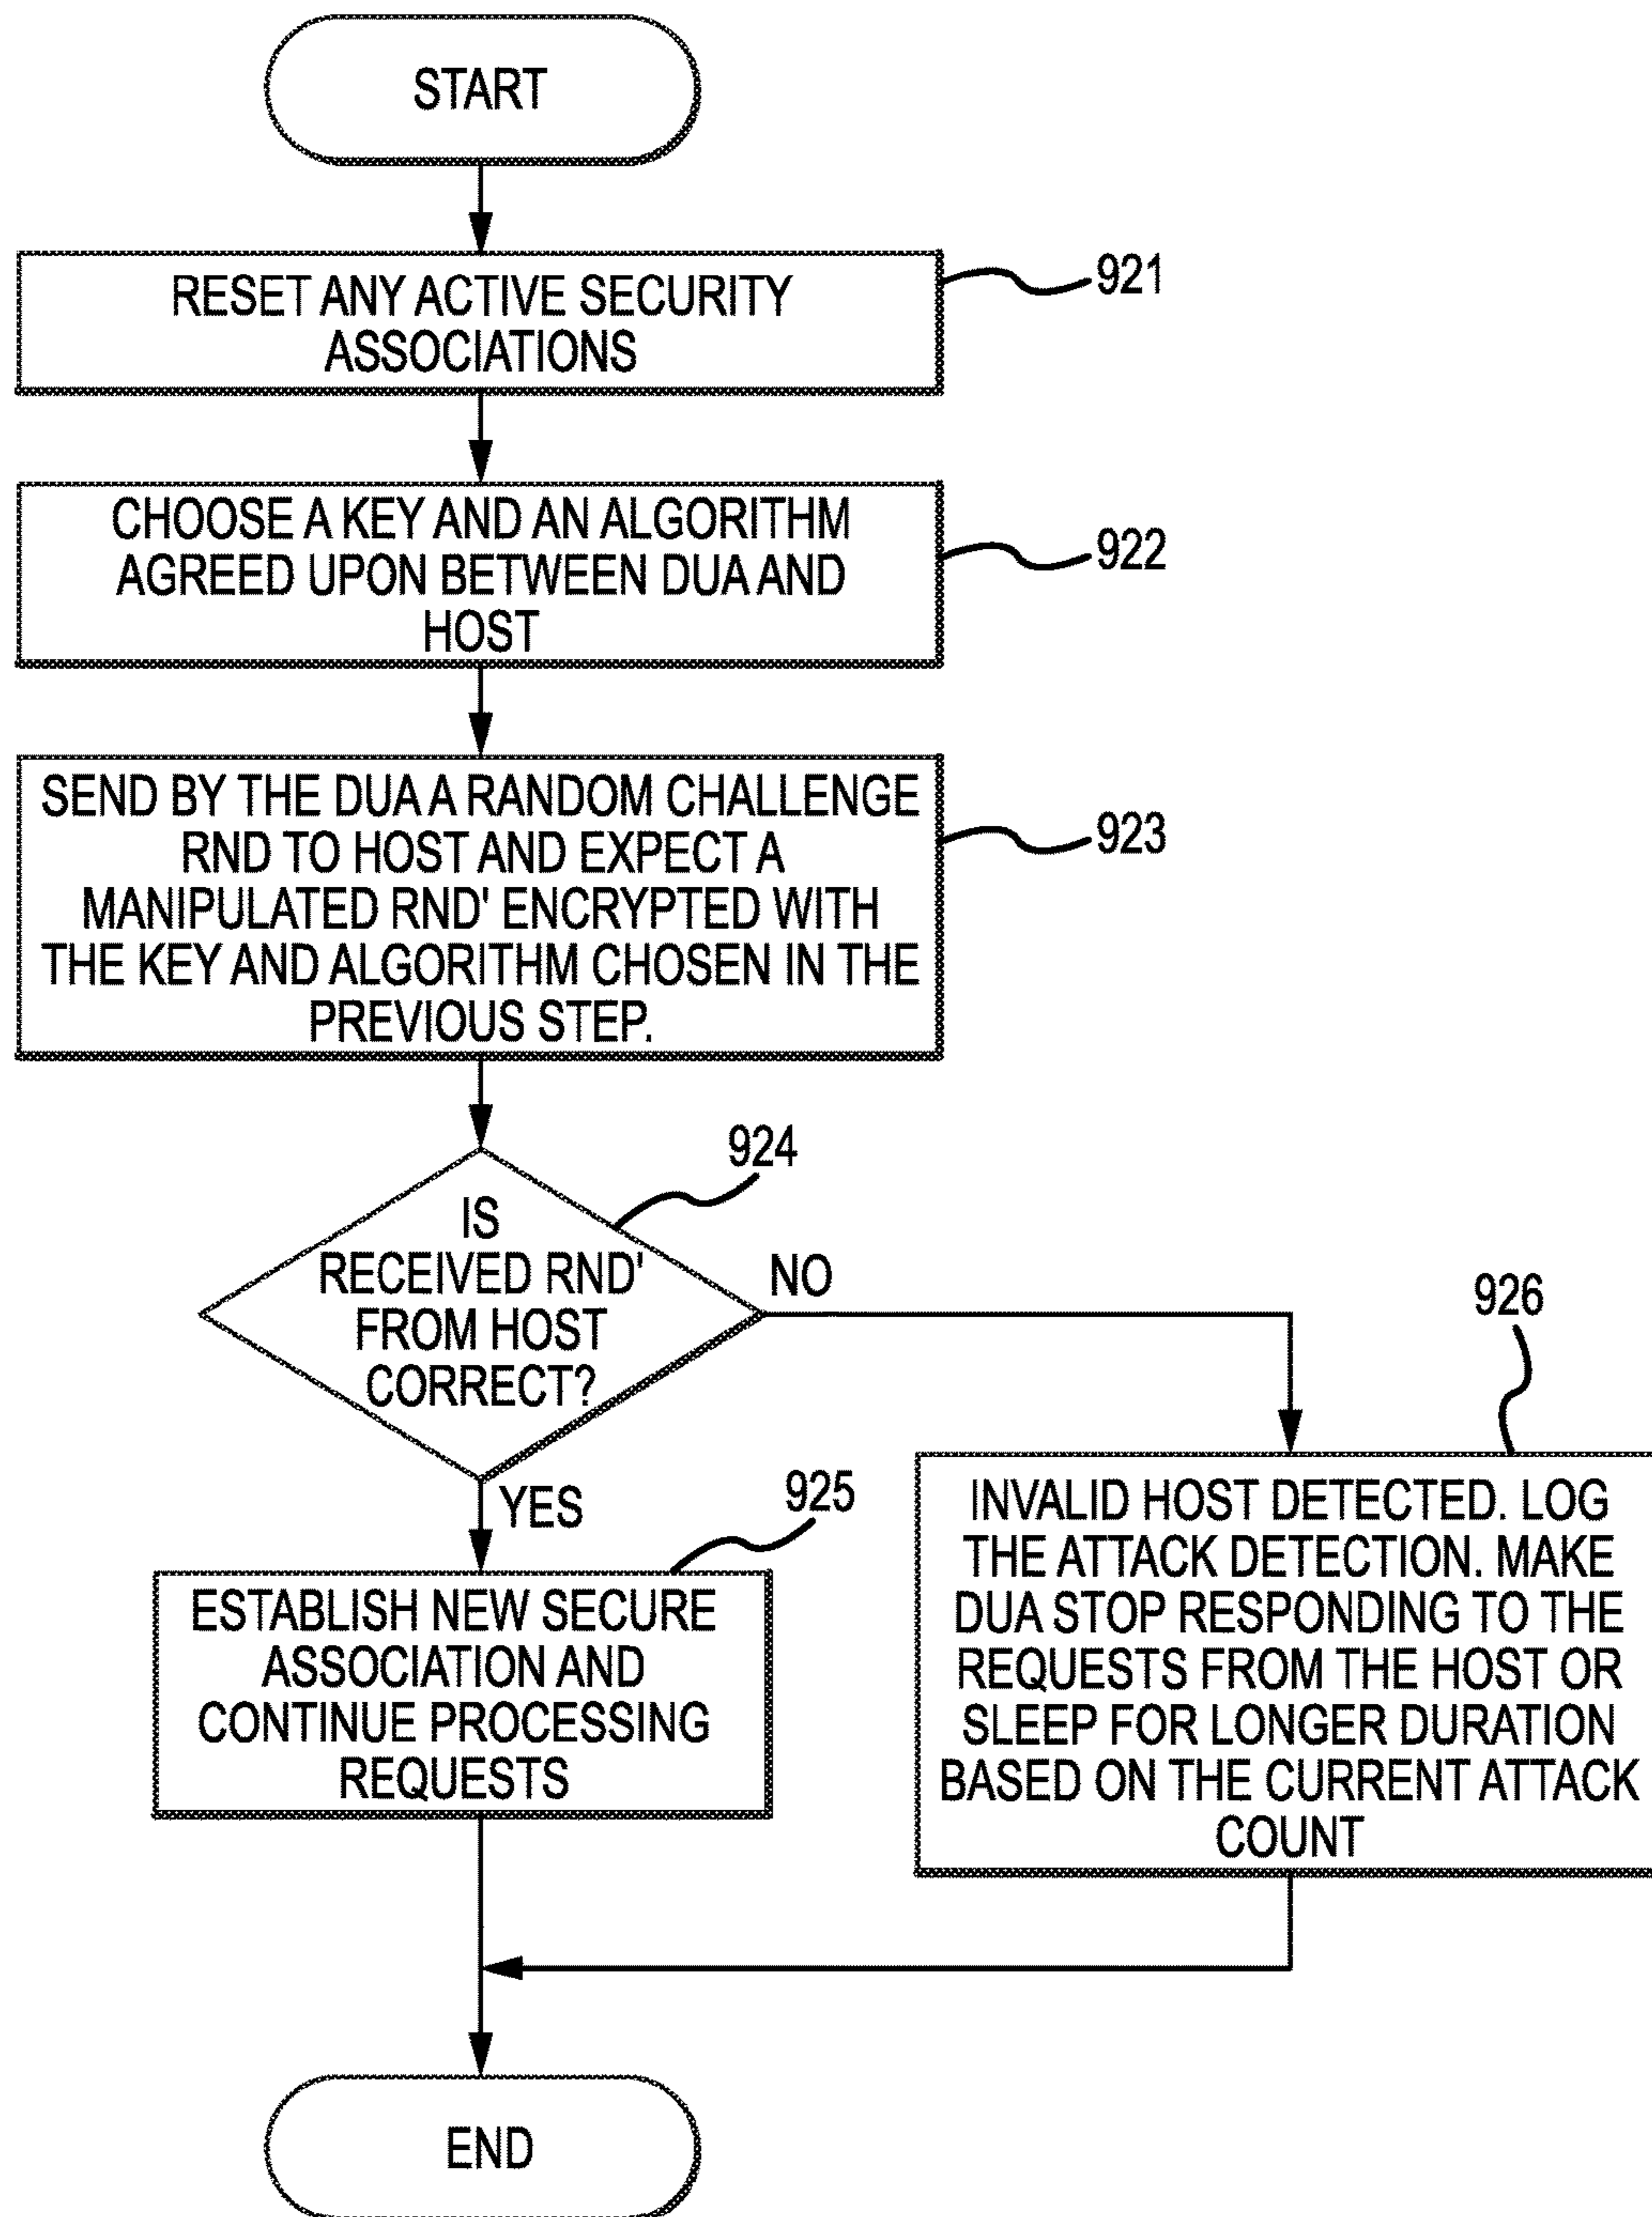 START
RESET ANY ACTIVE SECURITY
ASSOCIATIONS
921
CHOOSE A KEY AND AN ALGORITHM
AGREED UPON BETWEEN DUA AND
HOST
922
SEND BY THE DUA A RANDOM CHALLENGE
RND TO HOST AND EXPECT A
MANIPULATED RND' ENCRYPTED WITH
THE KEY AND ALGORITHM CHOSEN IN THE
PREVIOUS STEP.
923
924
IS
RECEIVED RND'
FROM HOST
CORRECT?
NO
YES
925
ESTABLISH NEW SECURE
ASSOCIATION AND
CONTINUE PROCESSING
REQUESTS
926
INVALID HOST DETECTED. LOG
THE ATTACK DETECTION. MAKE
DUA STOP RESPONDING TO THE
REQUESTS FROM THE HOST OR
SLEEP FOR LONGER DURATION
BASED ON THE CURRENT ATTACK
COUNT
END